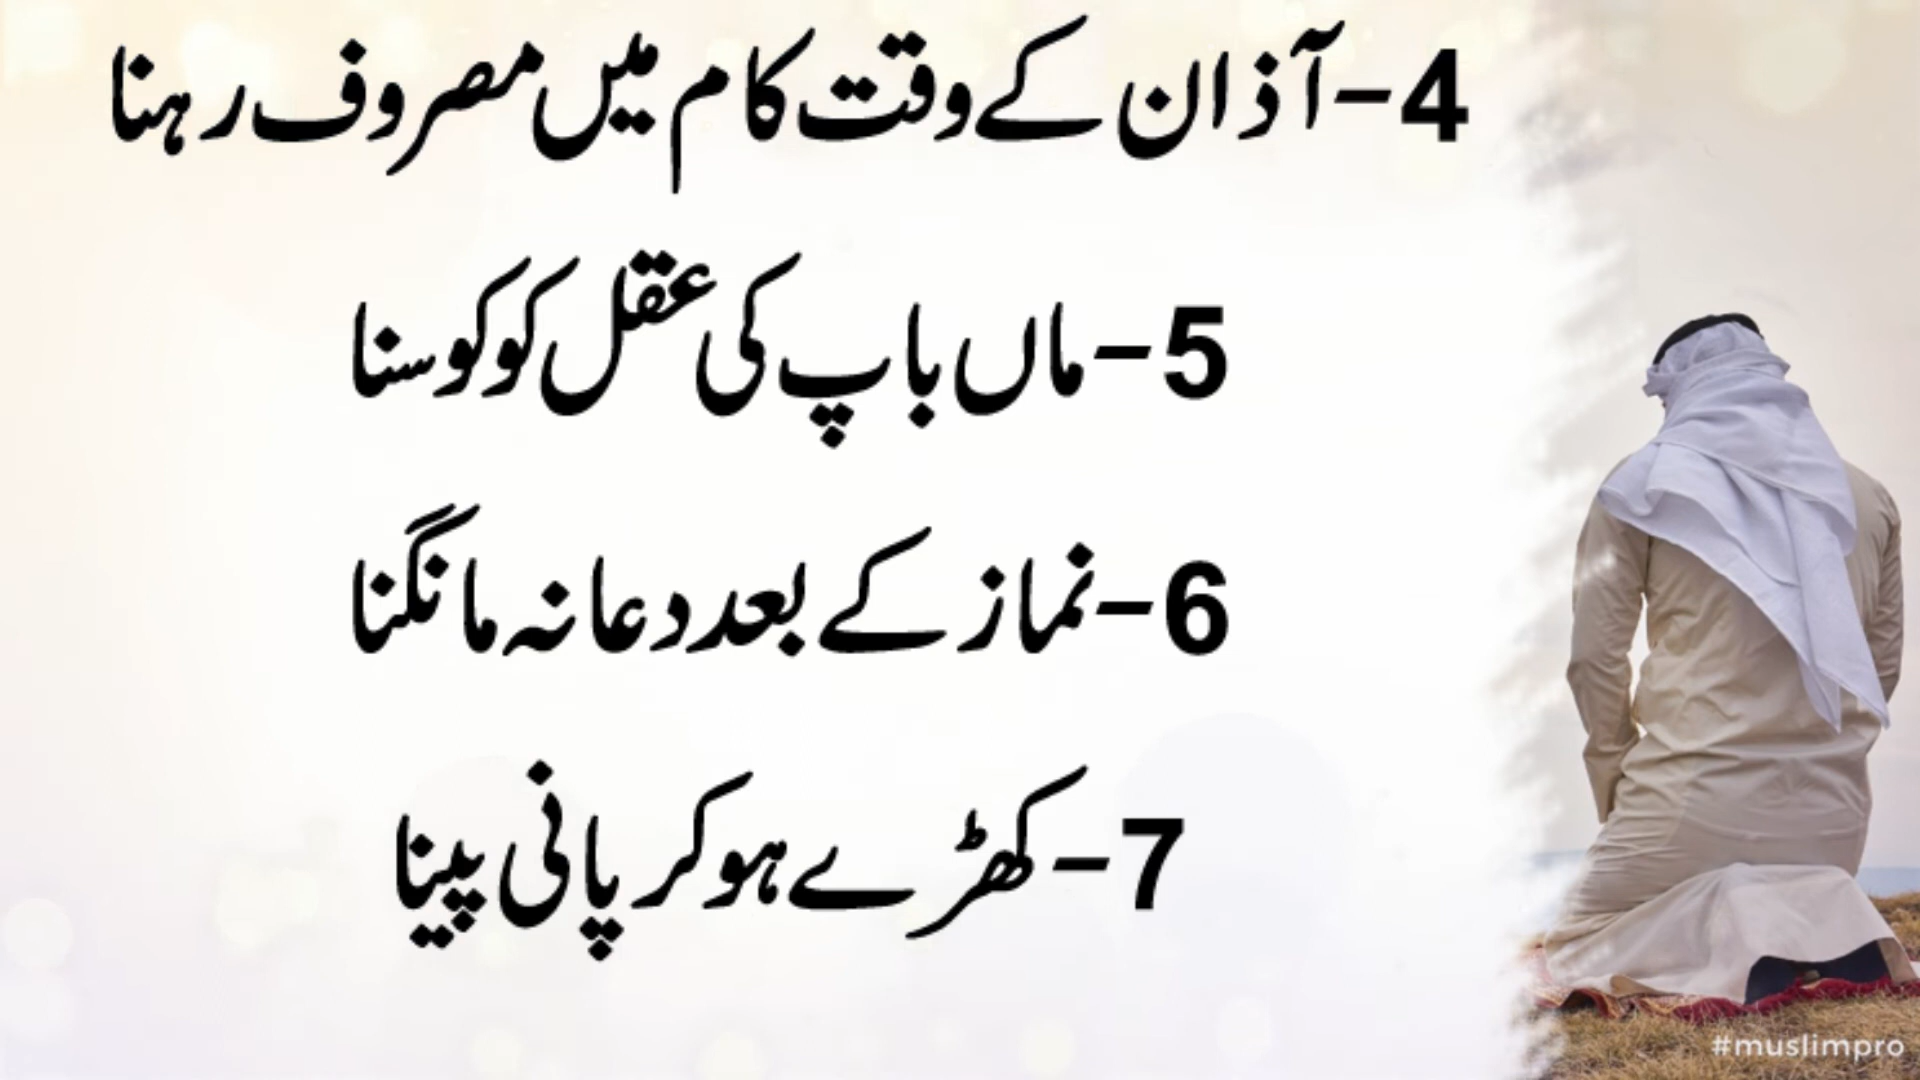 4-آذان کے وقت کام میں مصروف رہنا
5-ماں باپ کی عقل کو کوسنا
6-نماز کے بعد دعا نہ مانگنا
7-کھڑے ہو کر پانی پینا
#muslimpro